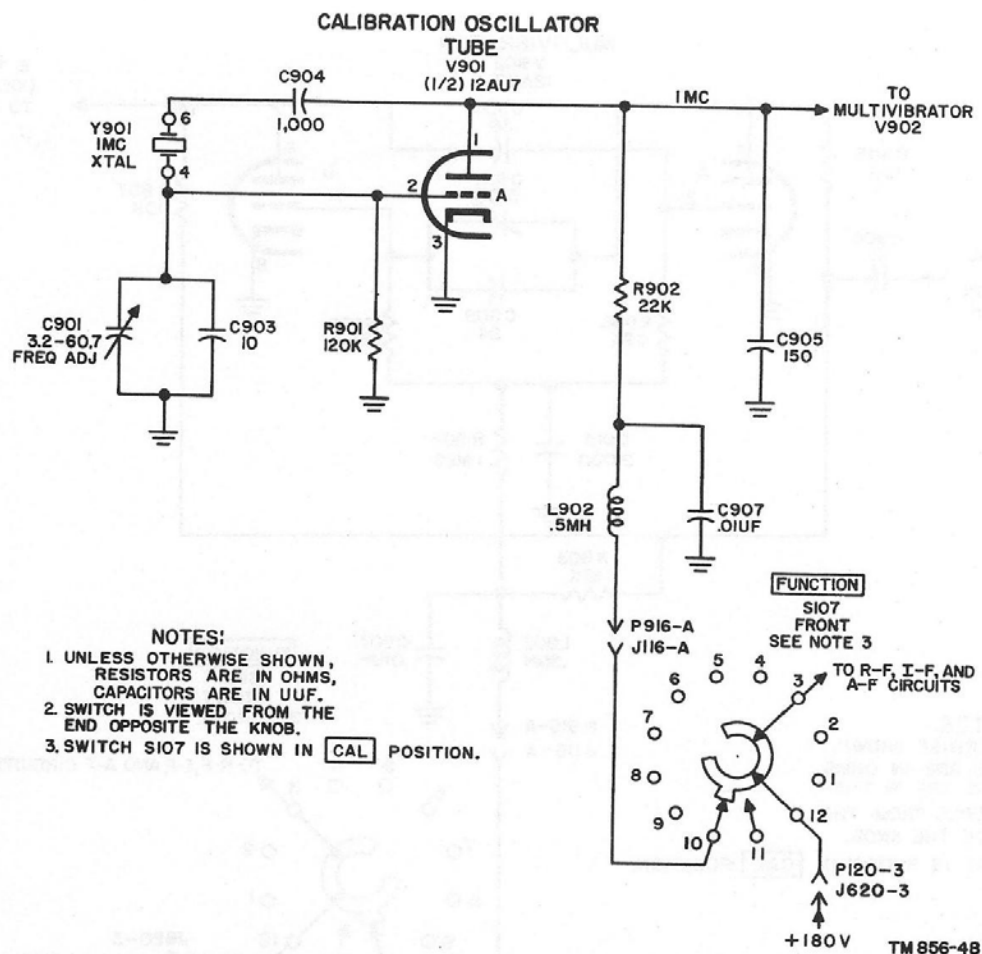 CALIBRATION OSCILLATOR
TUBE
V901
(1/2) 12AU7
C904
1,000
6
Y901
1MC
XTAL
4
1
2
A
3
1MC
TO
MULTIVIBRATOR
V902
C901
3.2-60.7
FREQ ADJ
C903
10
R901
120K
R902
22K
C905
150
L902
.5MH
C907
.01UF
P916-A
J116-A
FUNCTION
S107
FRONT
SEE NOTE 3
TO R-F, I-F, AND
A-F CIRCUITS
5
4
6
3
7
2
8
1
9
12
10
11
P120-3
J620-3
+180V
NOTES:
1. UNLESS OTHERWISE SHOWN,
RESISTORS ARE IN OHMS,
CAPACITORS ARE IN UUF.
2. SWITCH IS VIEWED FROM THE
END OPPOSITE THE KNOB.
3. SWITCH S107 IS SHOWN IN CAL POSITION.
TM 856-48